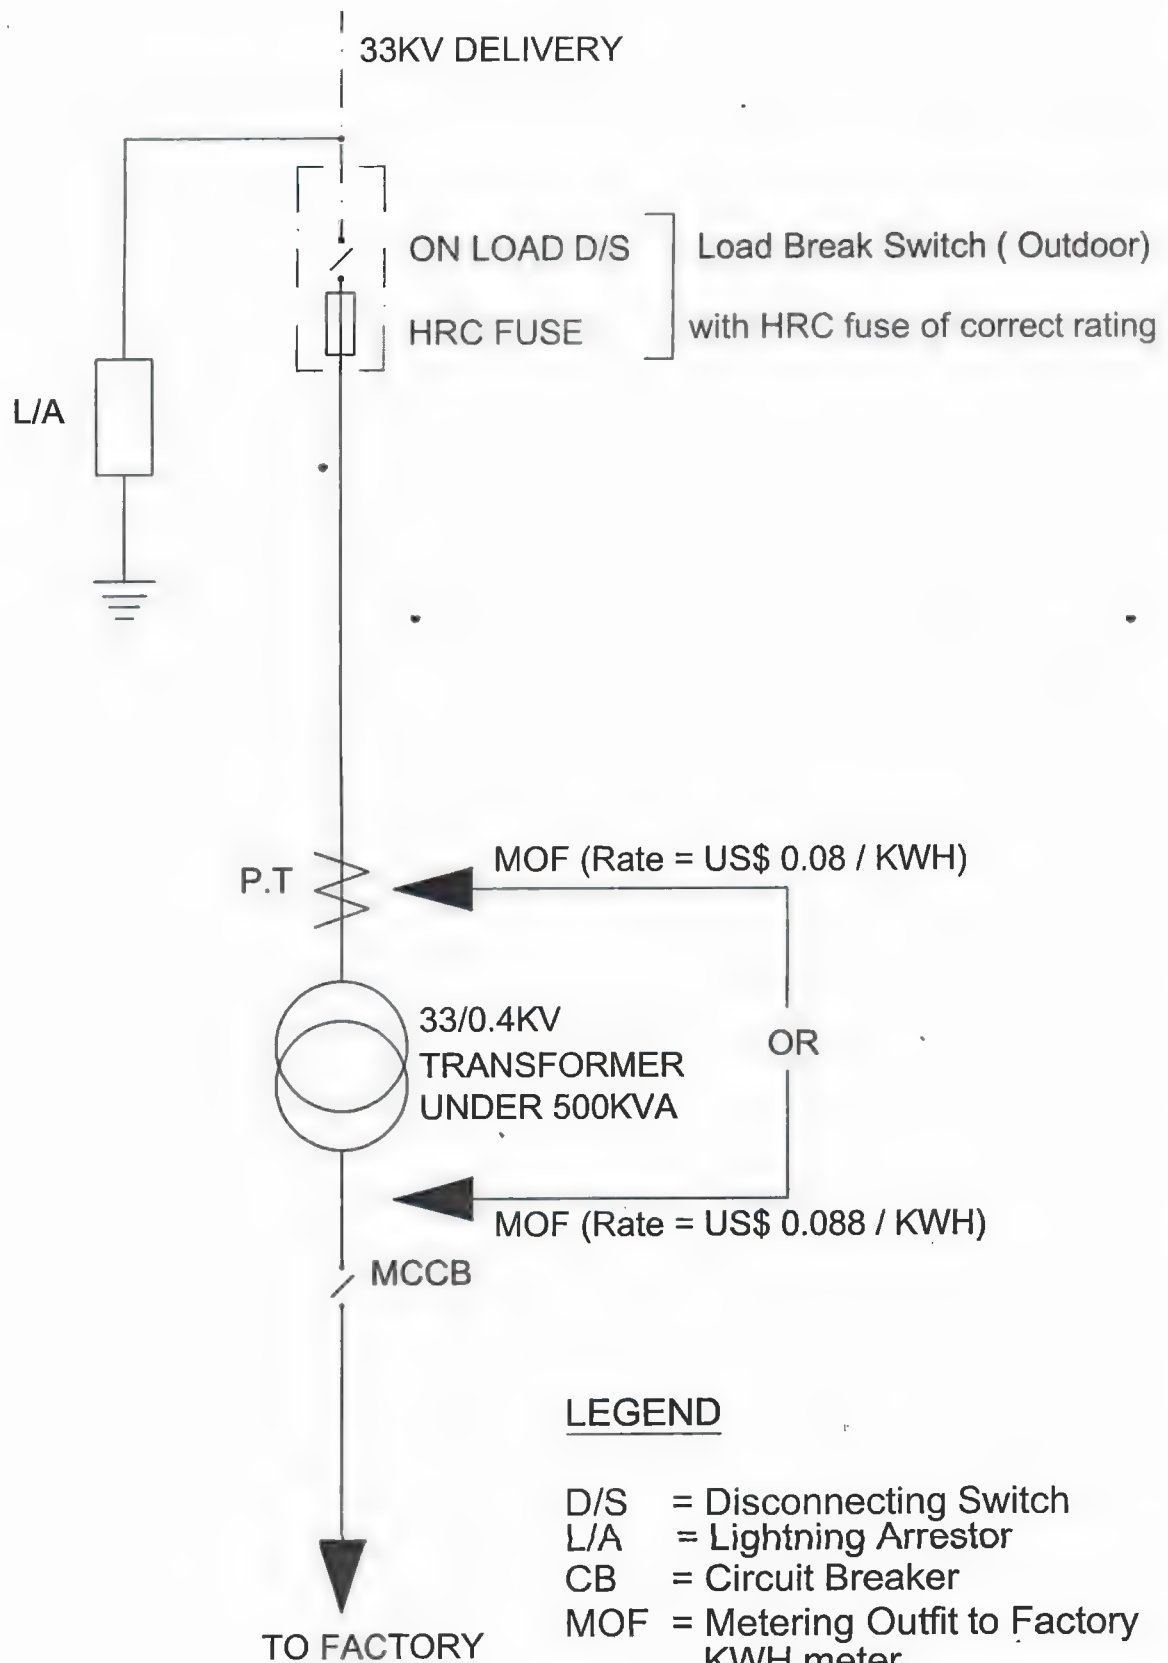 33KV DELIVERY
ON LOAD D/S
Load Break Switch ( Outdoor)
HRC FUSE
with HRC fuse of correct rating
L/A
MOF (Rate = US$ 0.08 / KWH)
P.T
33/0.4KV
TRANSFORMER
UNDER 500KVA
OR
MOF (Rate = US$ 0.088 / KWH)
MCCB
LEGEND
D/S = Disconnecting Switch
L/A = Lightning Arrestor
CB = Circuit Breaker
MOF = Metering Outfit to Factory
KWH meter
TO FACTORY